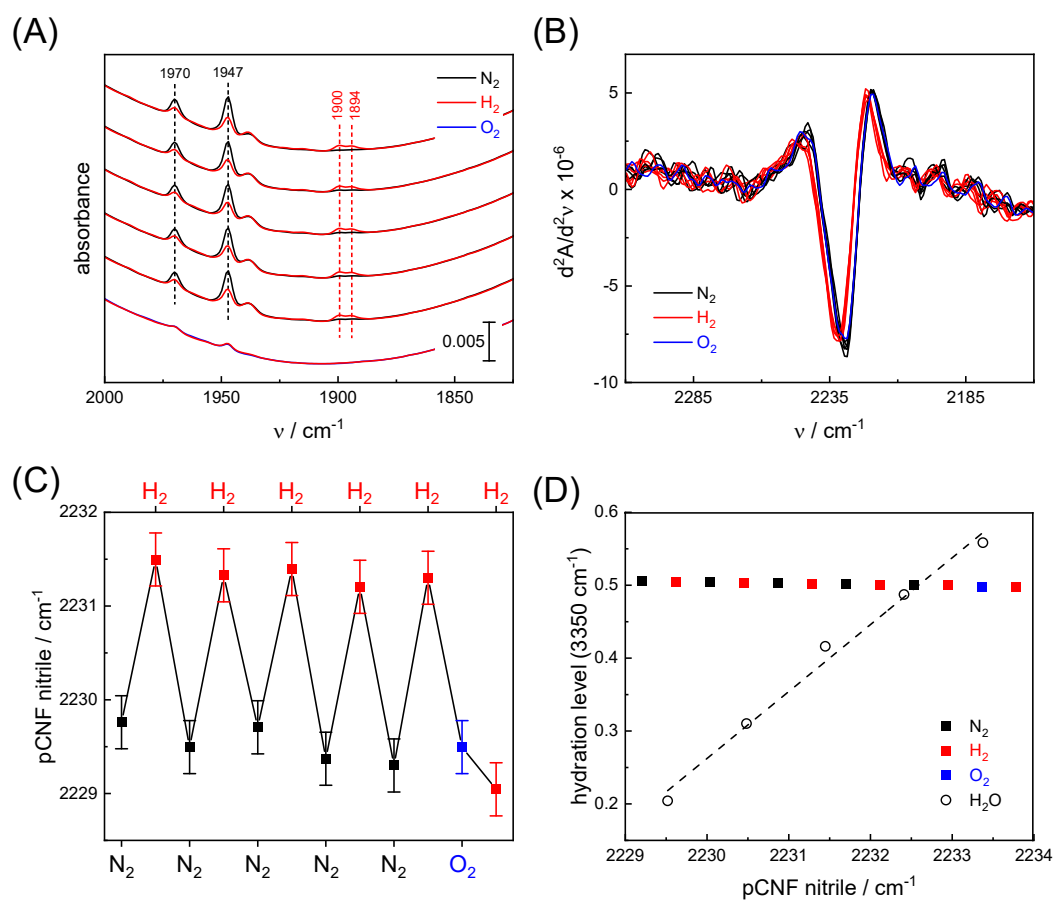 (A)
1970
1947
1900
1894
N₂
H₂
O₂
absorbance
0.005
2000
1950
1900
1850
ν / cm⁻¹
(B)
5
0
-5
-10
d²A/d²ν x 10⁻⁶
N₂
H₂
O₂
2285
2235
2185
ν / cm⁻¹
(C)
H₂ H₂ H₂ H₂ H₂ H₂
2232
2231
2230
2229
pCNF nitrile / cm⁻¹
N₂ N₂ N₂ N₂ N₂ O₂
(D)
0.6
0.5
0.4
0.3
0.2
hydration level (3350 cm⁻¹)
N₂
H₂
O₂
H₂O
2229 2230 2231 2232 2233 2234
pCNF nitrile / cm⁻¹